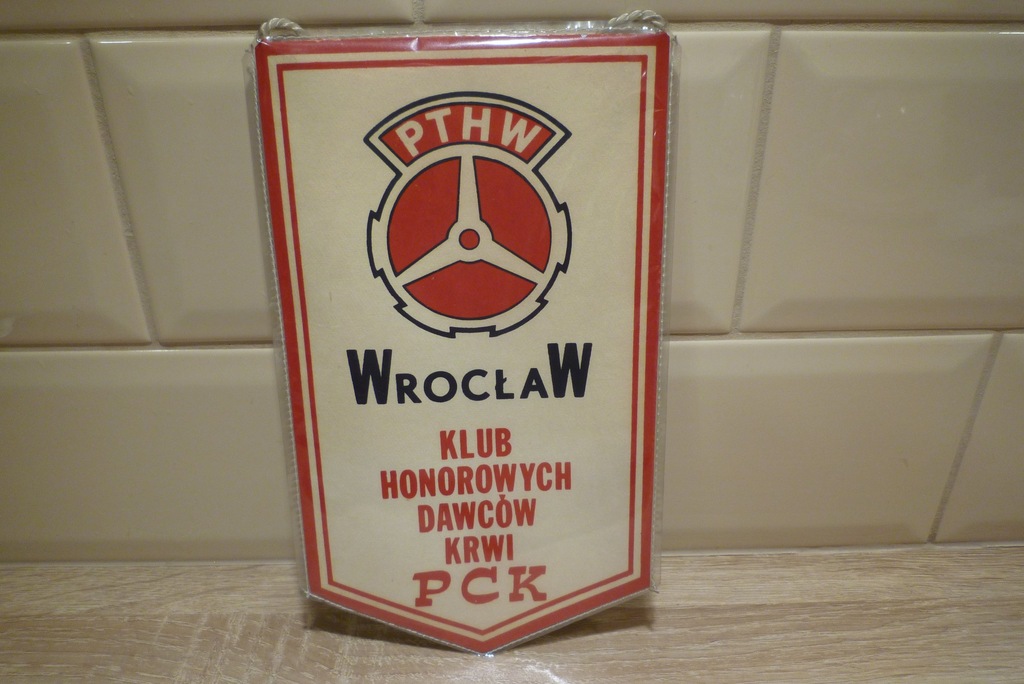 PTHW
WROCŁAW
KLUB
HONOROWYCH
DAWCÓW
KRWI
PCK